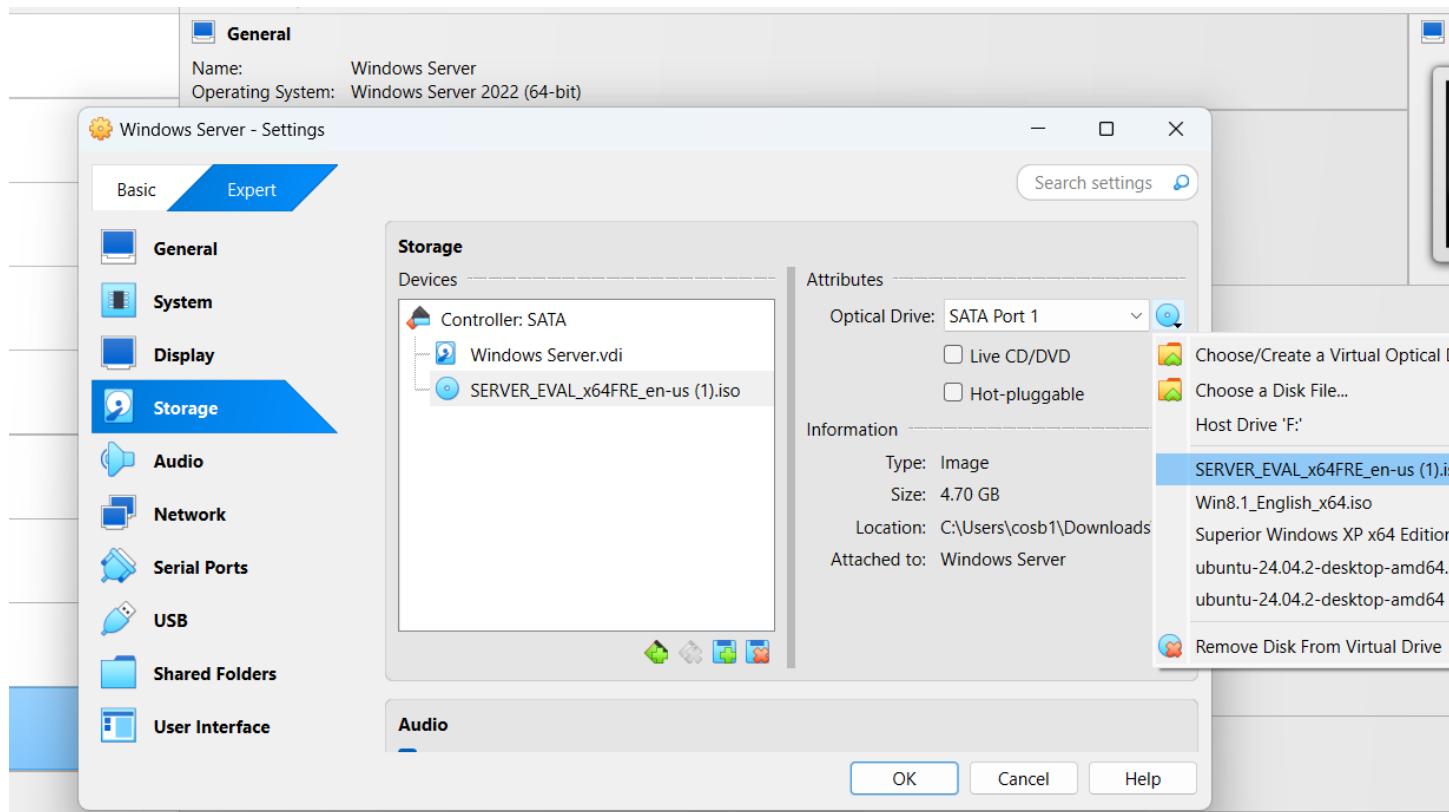 General
Name: Windows Server
Operating System: Windows Server 2022 (64-bit)
Windows Server - Settings
Basic Expert Search settings
General
System
Display
Storage
Audio
Network
Serial Ports
USB
Shared Folders
User Interface
Storage
Devices
Controller: SATA
Windows Server.vdi
SERVER_EVAL_x64FRE_en-us (1).iso
Attributes
Optical Drive: SATA Port 1
Live CD/DVD
Hot-pluggable
Information
Type: Image
Size: 4.70 GB
Location: C:\Users\cosb1\Downloads\
Attached to: Windows Server
Choose/Create a Virtual Optical
Choose a Disk File...
Host Drive 'F:'
SERVER_EVAL_x64FRE_en-us (1).is
Win8.1_English_x64.iso
Superior Windows XP x64 Edition
ubuntu-24.04.2-desktop-amd64.
ubuntu-24.04.2-desktop-amd64
Remove Disk From Virtual Drive
Audio
OK Cancel Help